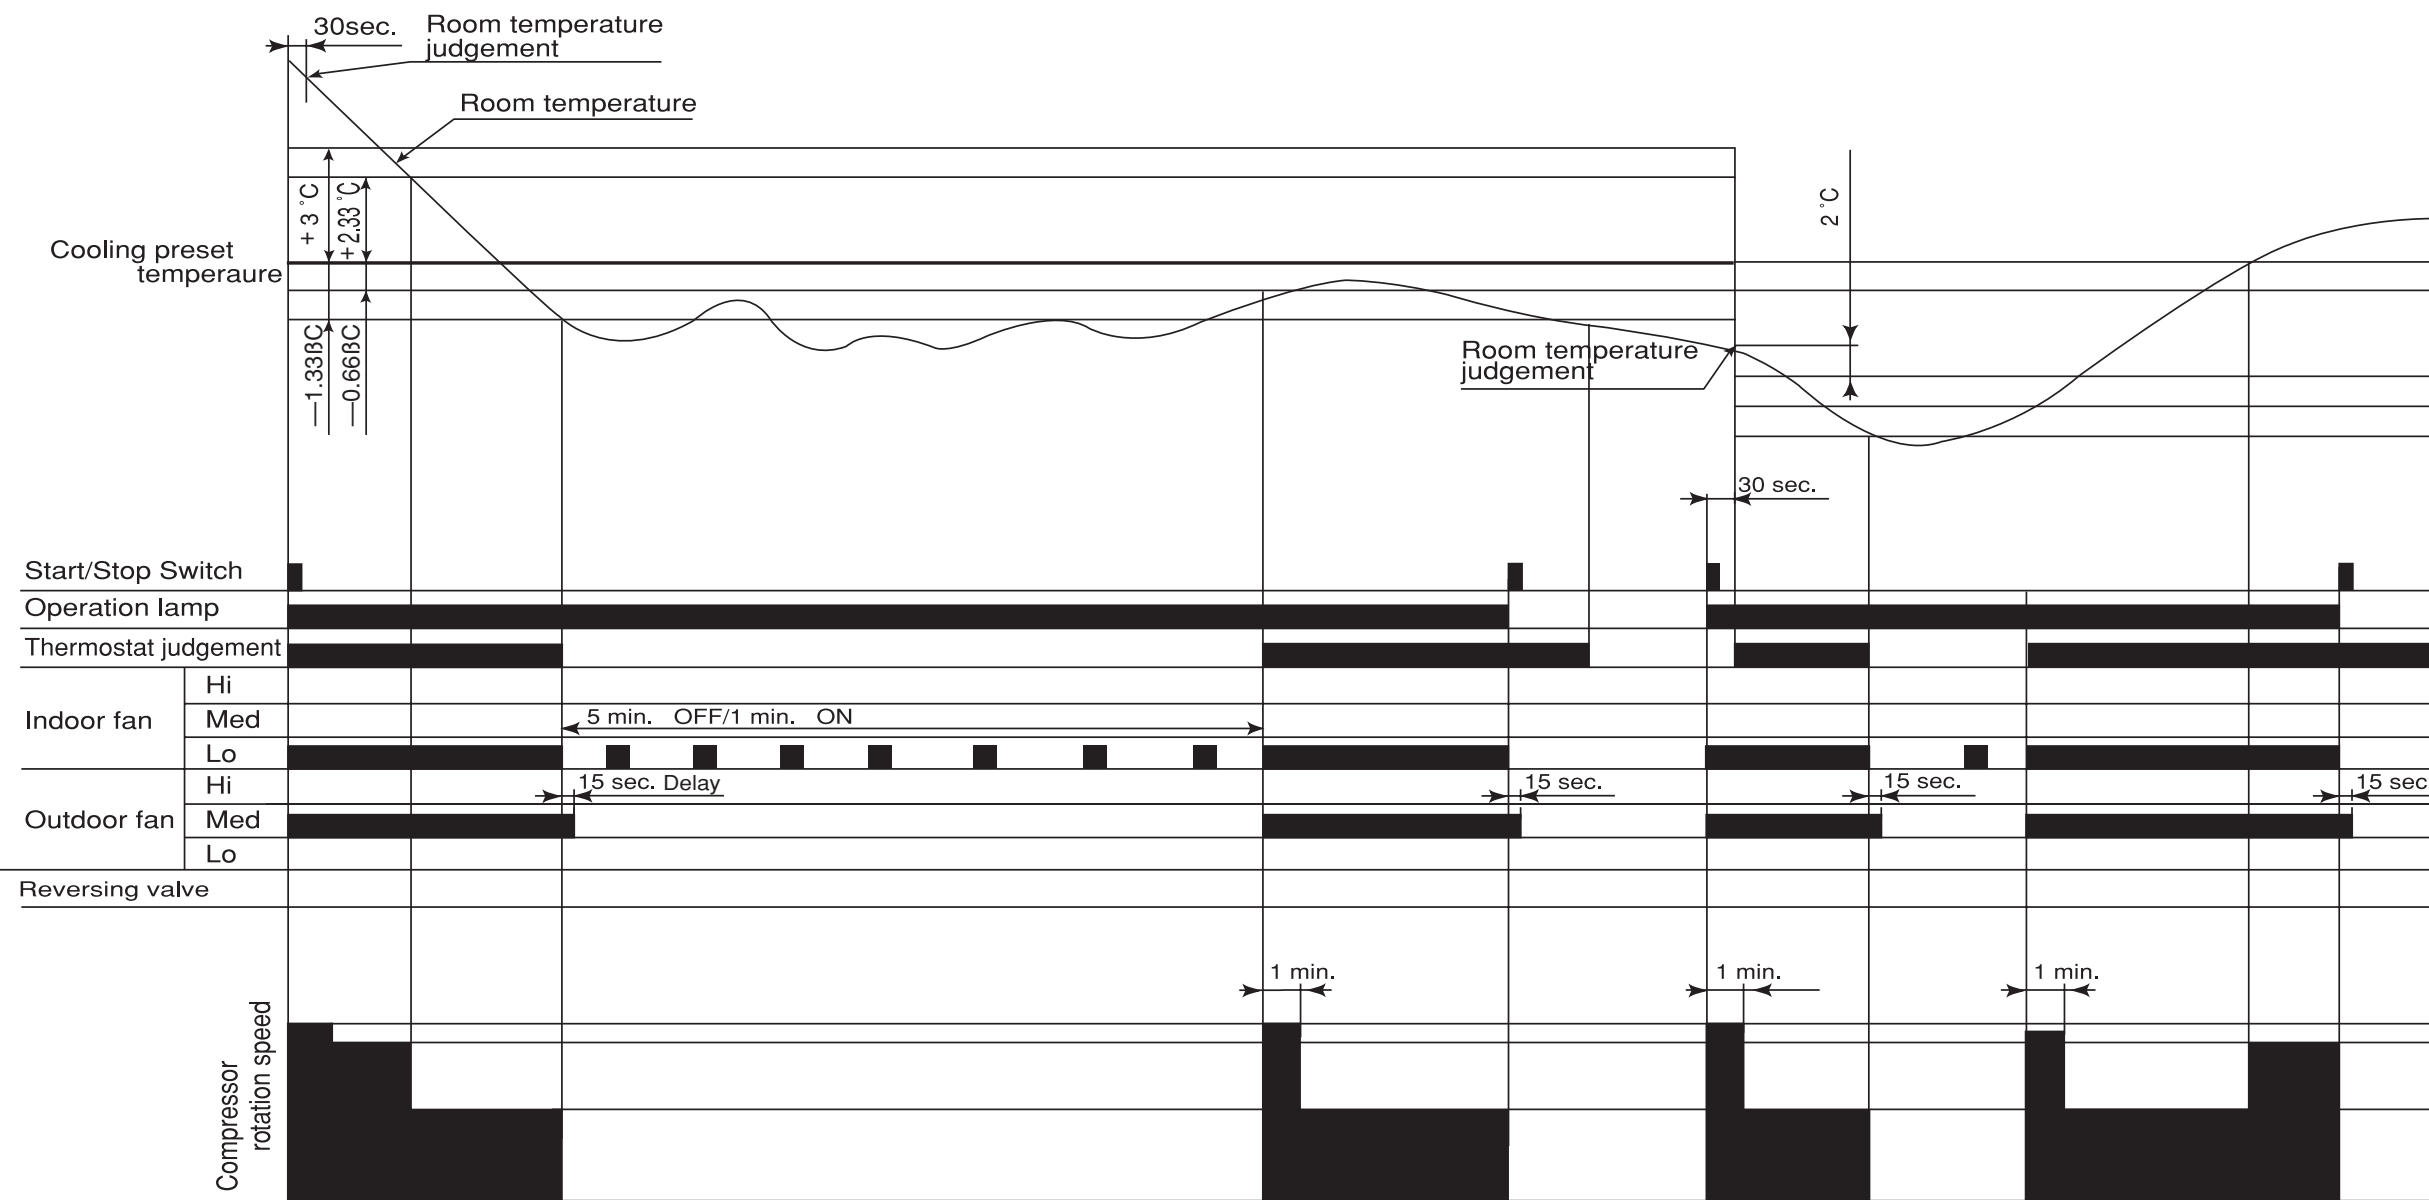 30sec.
Room temperature
judgement
Room temperature
+ 3 ˚C
+2.33 ˚C
2 ˚C
Cooling preset
temperaure
—1.33ßC
—0.66ßC
Room temperature
judgement
30 sec.
Start/Stop Switch
Operation lamp
Thermostat judgement
Indoor fan
Hi
Med
Lo
5 min. OFF/1 min. ON
Outdoor fan
Hi
Med
Lo
15 sec. Delay
15 sec.
15 sec.
15 sec
Reversing valve
1 min.
1 min.
1 min.
Compressor
rotation speed